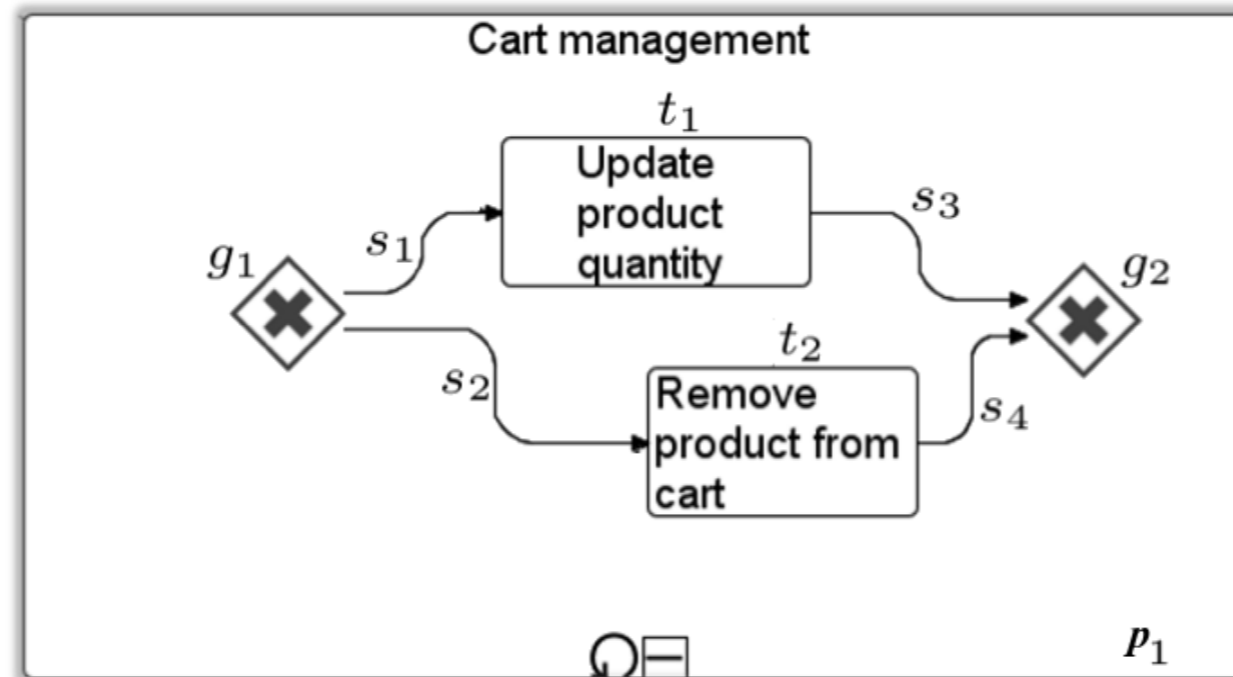 Cart management
t₁
Update
product
quantity
s₁
s₃
g₁
g₂
t₂
s₂
Remove
product from
cart
s₄
p₁